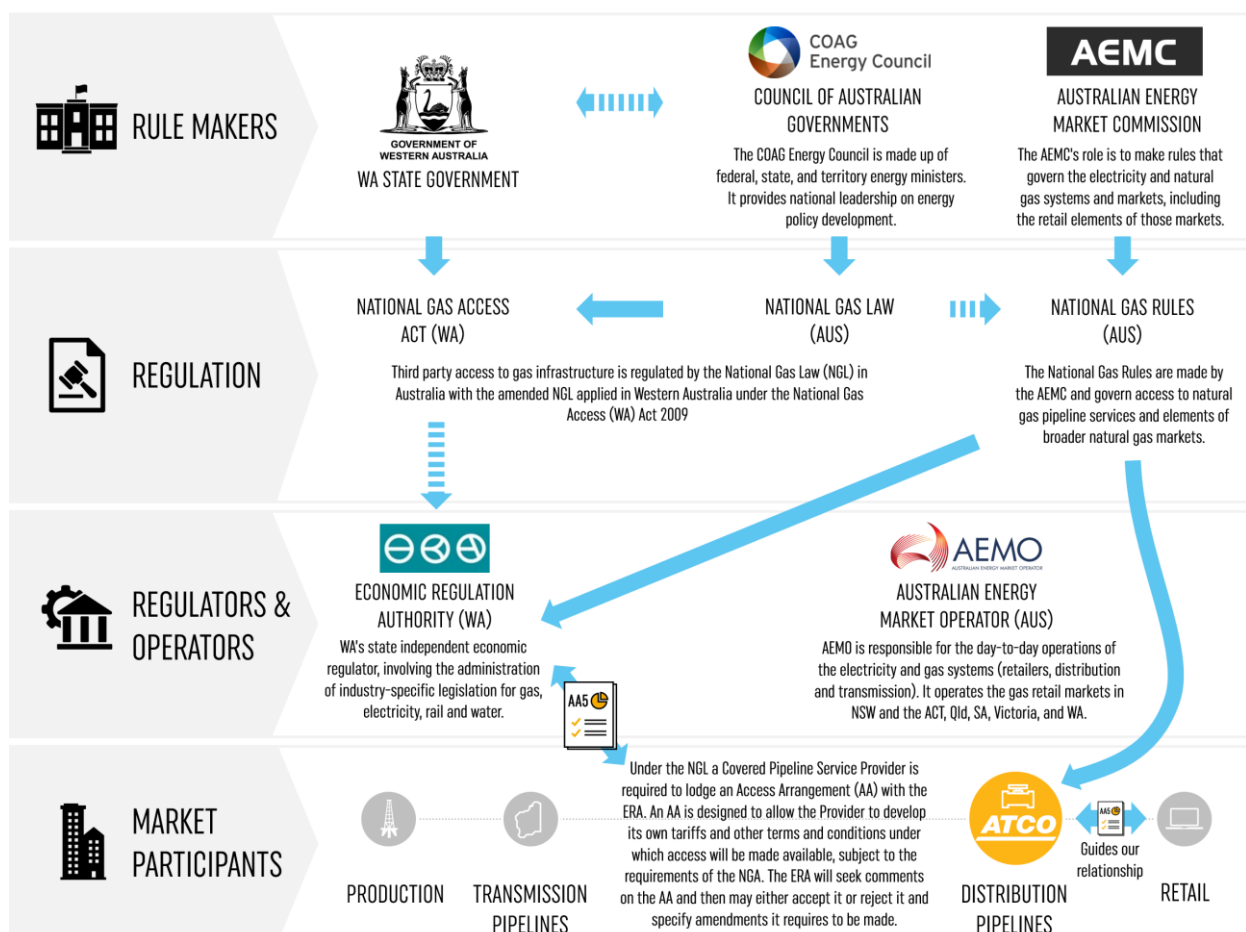 RULE MAKERS
GOVERNMENT OF
WESTERN AUSTRALIA
WA STATE GOVERNMENT
COAG
Energy Council
COUNCIL OF AUSTRALIAN
GOVERNMENTS
The COAG Energy Council is made up of
federal, state, and territory energy ministers.
It provides national leadership on energy
policy development.
AEMC
AUSTRALIAN ENERGY
MARKET COMMISSION
The AEMC's role is to make rules that
govern the electricity and natural
gas systems and markets, including
the retail elements of those markets.
REGULATION
NATIONAL GAS ACCESS
ACT (WA)
NATIONAL GAS LAW
(AUS)
NATIONAL GAS RULES
(AUS)
Third party access to gas infrastructure is regulated by the National Gas Law (NGL) in
Australia with the amended NGL applied in Western Australia under the National Gas
Access (WA) Act 2009
The National Gas Rules are made by
the AEMC and govern access to natural
gas pipeline services and elements of
broader natural gas markets.
REGULATORS &
OPERATORS
ERA
ECONOMIC REGULATION
AUTHORITY (WA)
WA's state independent economic
regulator, involving the administration
of industry-specific legislation for gas,
electricity, rail and water.
AA5
AEMO
AUSTRALIAN ENERGY MARKET OPERATOR
AUSTRALIAN ENERGY
MARKET OPERATOR (AUS)
AEMO is responsible for the day-to-day operations of
the electricity and gas systems (retailers, distribution
and transmission). It operates the gas retail markets in
NSW and the ACT, Qld, SA, Victoria, and WA.
MARKET
PARTICIPANTS
PRODUCTION
TRANSMISSION
PIPELINES
Under the NGL a Covered Pipeline Service Provider is
required to lodge an Access Arrangement (AA) with the
ERA. An AA is designed to allow the Provider to develop
its own tariffs and other terms and conditions under
which access will be made available, subject to the
requirements of the NGA. The ERA will seek comments
on the AA and then may either accept it or reject it and
specify amendments it requires to be made.
ATCO
DISTRIBUTION
PIPELINES
AA5
Guides our
relationship
RETAIL